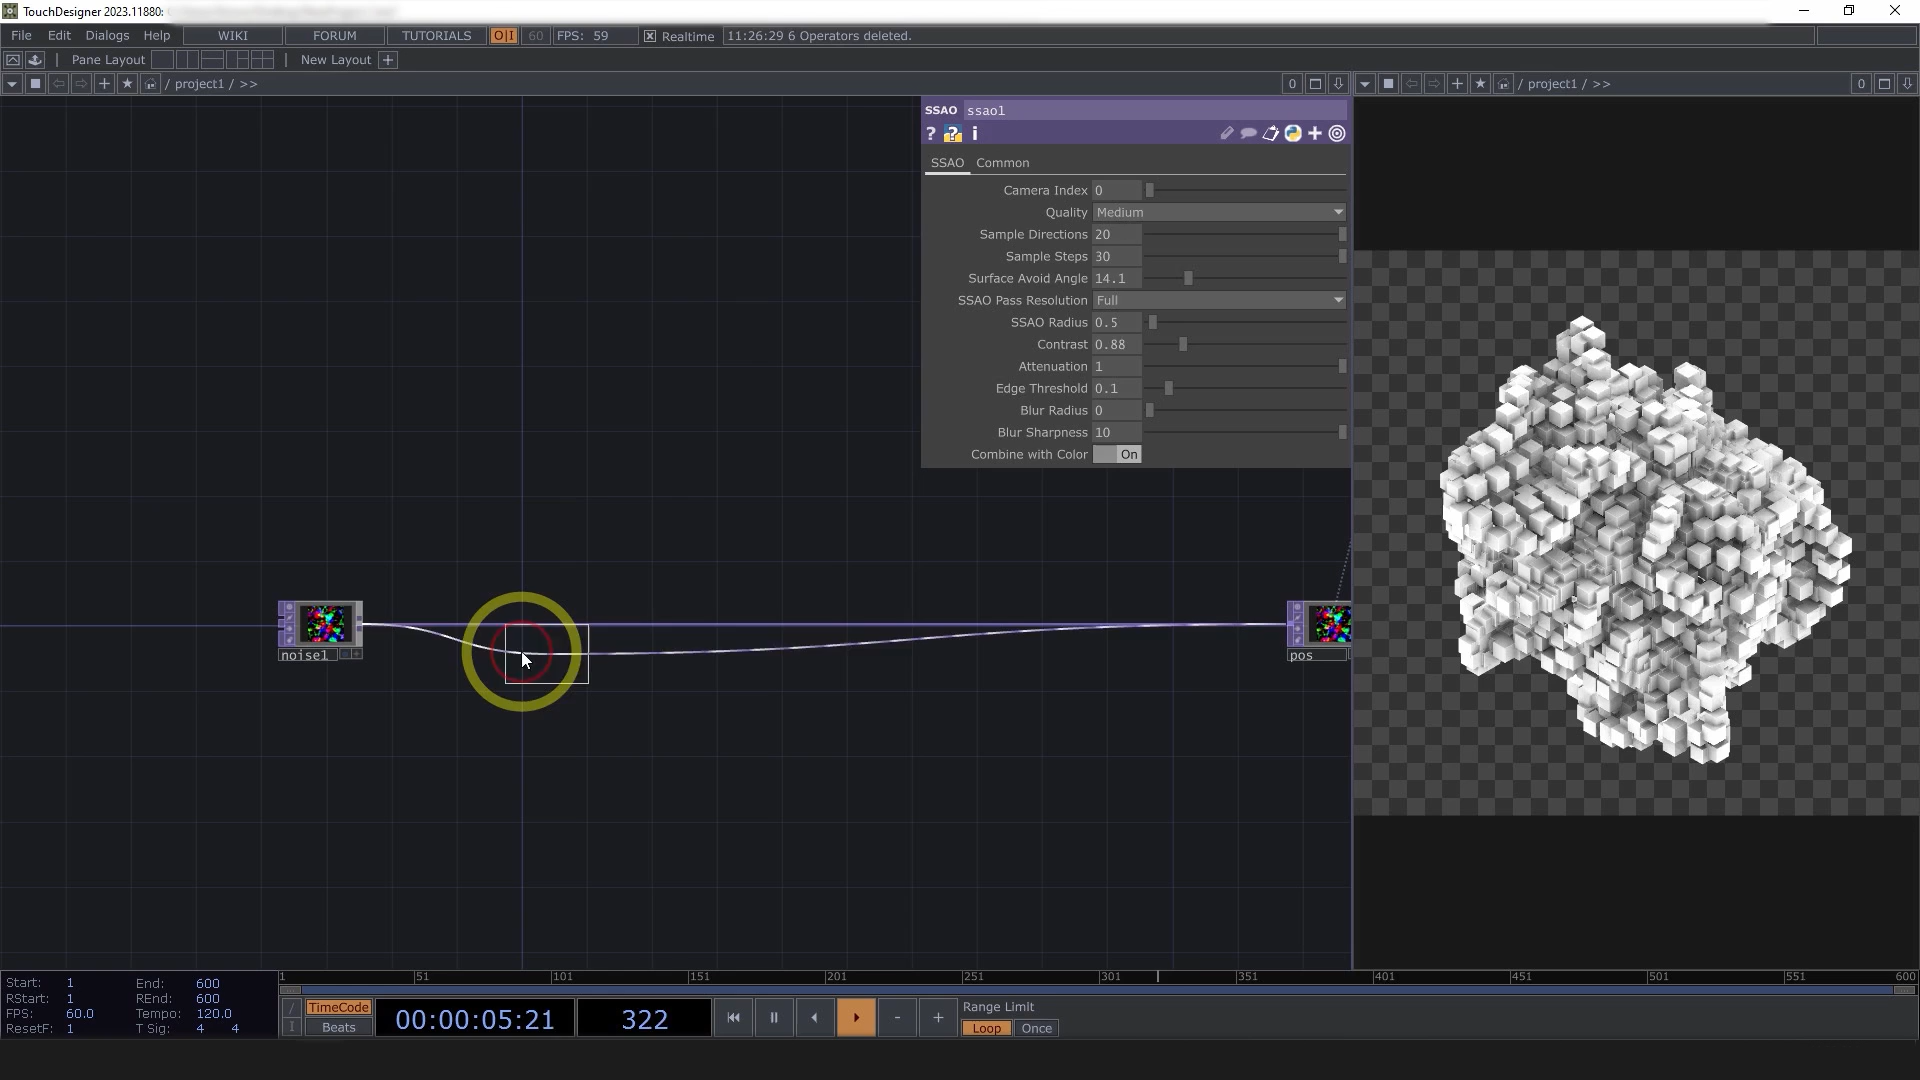 TouchDesigner 2023.11880:
File Edit Dialogs Help WIKI FORUM TUTORIALS O|I 60 FPS: 59 Realtime 11:26:29 6 Operators deleted.
Pane Layout New Layout +
/ project1 / >> 0
/ project1 / >> 0
SSAO ssao1
? ? i
SSAO Common
Camera Index 0
Quality Medium
Sample Directions 20
Sample Steps 30
Surface Avoid Angle 14.1
SSAO Pass Resolution Full
SSAO Radius 0.5
Contrast 0.88
Attenuation 1
Edge Threshold 0.1
Blur Radius 0
Blur Sharpness 10
Combine with Color On
noise1
pos
1 51 101 151 201 251 301 351 401 451 501 551 600
Start: 1 End: 600
RStart: 1 REnd: 600
FPS: 60.0 Tempo: 120.0
ResetF: 1 T Sig: 4 4
TimeCode
Beats
00:00:05:21
322
Range Limit
Loop Once